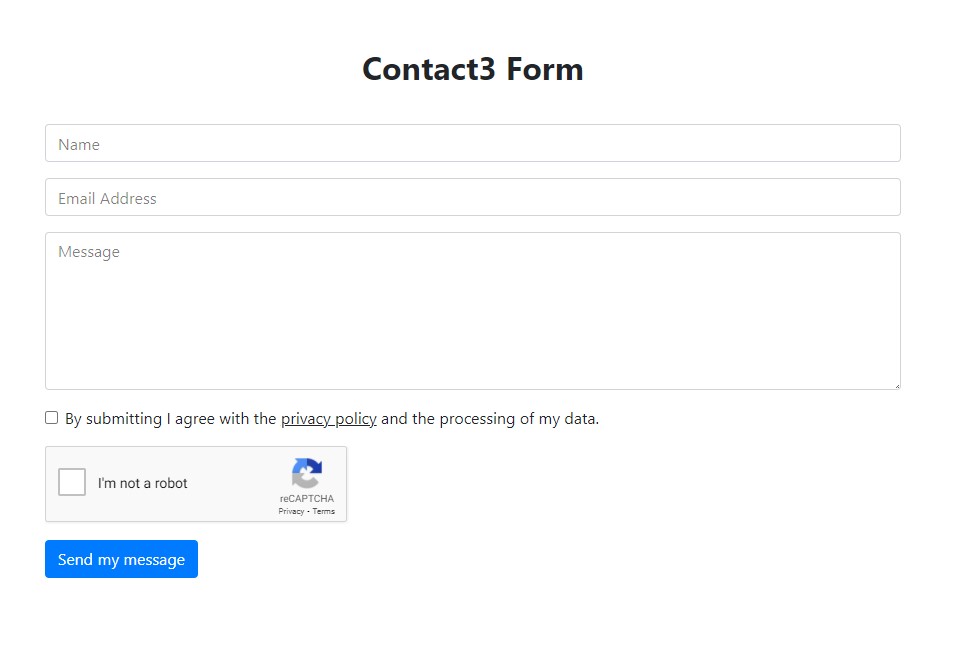 Contact3 Form
Name
Email Address
Message
By submitting I agree with the privacy policy and the processing of my data.
I'm not a robot
reCAPTCHA
Privacy - Terms
Send my message